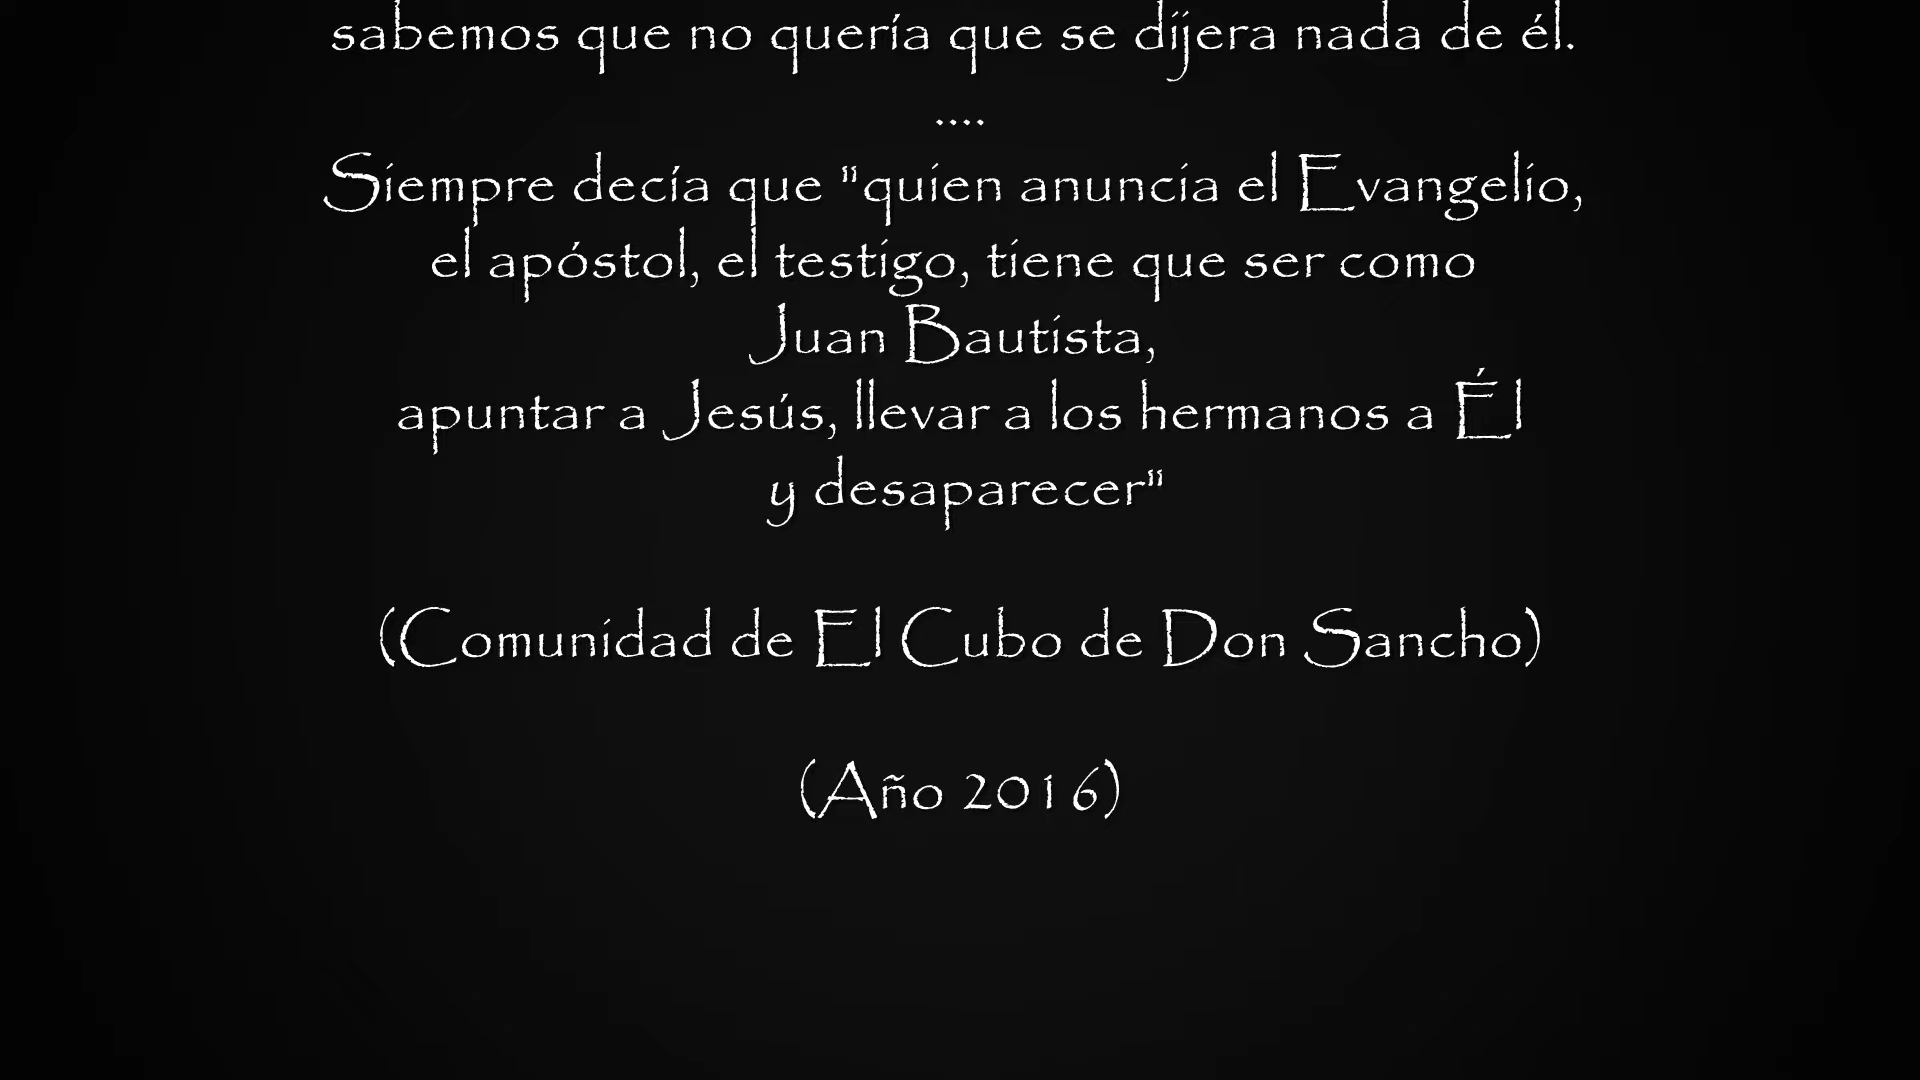 sabemos que no quería que se dijera nada de él.
....
Siempre decía que "quien anuncia el Evangelio,
el apóstol, el testigo, tiene que ser como
Juan Bautista,
apuntar a Jesús, llevar a los hermanos a Él
y desaparecer"
(Comunidad de El Cubo de Don Sancho)
(Año 2016)